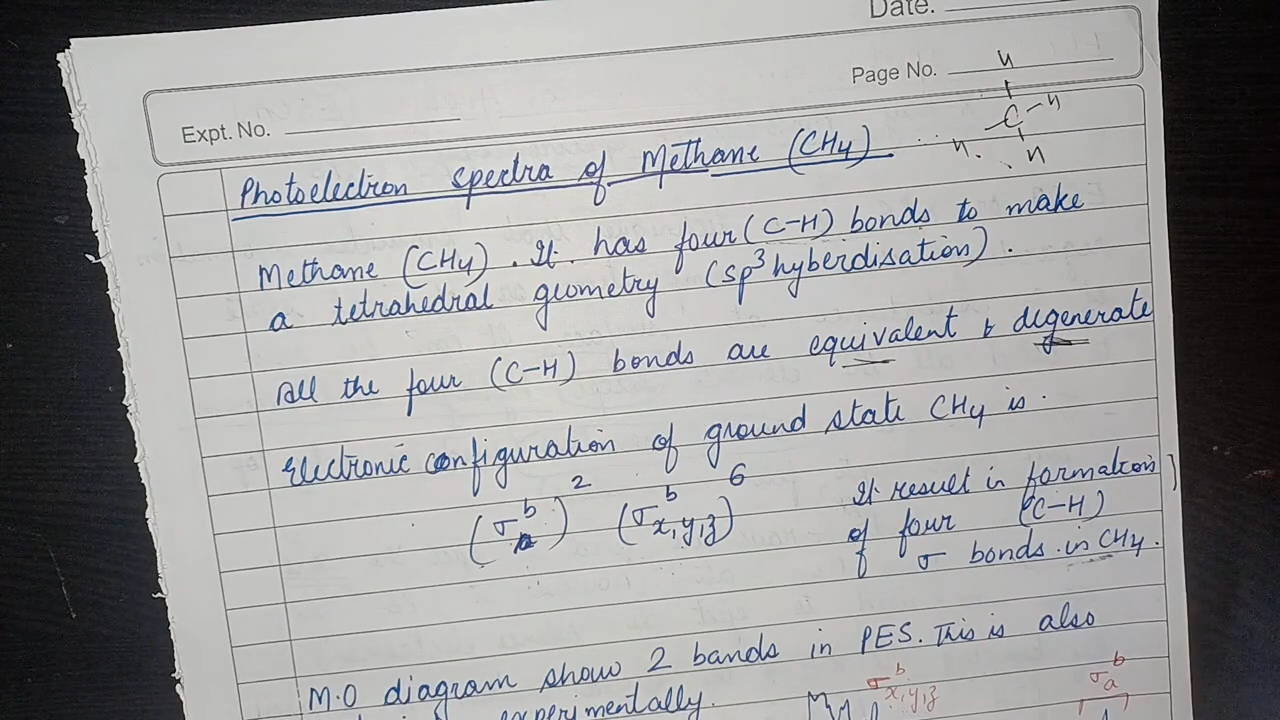 Date.
Page No.
Expt. No.
H
C H
H. H
Photoelectron spectra of Methane (CH4)
Methane (CH4). It has four (C-H) bonds to make
a tetrahedral geometry (sp³ hyberdisation).
All the four (C-H) bonds are equivalent & degenerate
Electronic configuration of ground state CH4 is.
(σᵇₐ)² (σᵇx,y,z)⁶
It result in formation
of four (C-H)
σ bonds in CH4.
M.O diagram show 2 bands in PES. This is also
experimentally.
σᵇx,y,z σᵇₐ